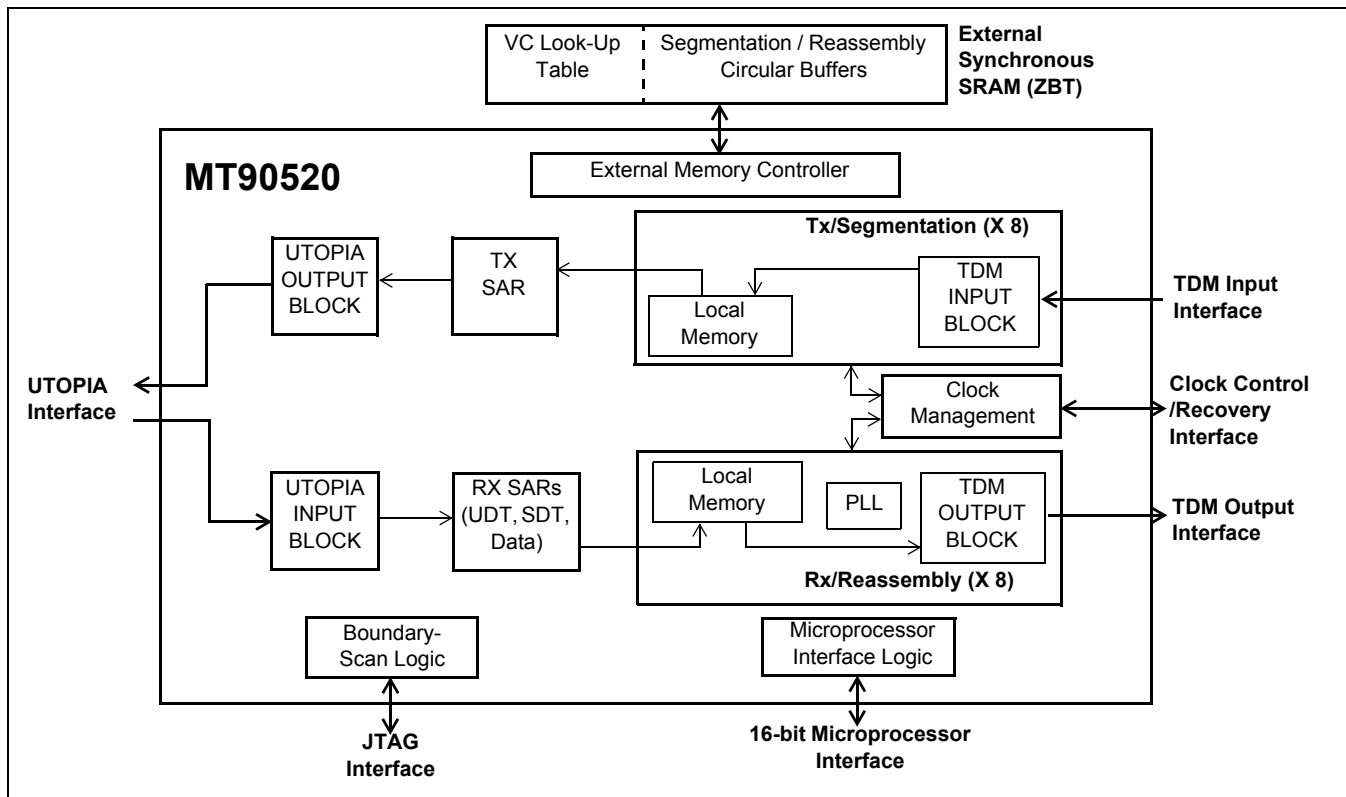 VC Look-Up
Table
Segmentation / Reassembly
Circular Buffers
External
Synchronous
SRAM (ZBT)
MT90520
External Memory Controller
Tx/Segmentation (X 8)
UTOPIA
OUTPUT
BLOCK
TX
SAR
Local
Memory
TDM
INPUT
BLOCK
TDM Input
Interface
UTOPIA
Interface
Clock
Management
Clock Control
/Recovery
Interface
UTOPIA
INPUT
BLOCK
RX SARs
(UDT, SDT,
Data)
Local
Memory
PLL
TDM
OUTPUT
BLOCK
TDM Output
Interface
Rx/Reassembly (X 8)
Boundary-
Scan Logic
Microprocessor
Interface Logic
JTAG
Interface
16-bit Microprocessor
Interface